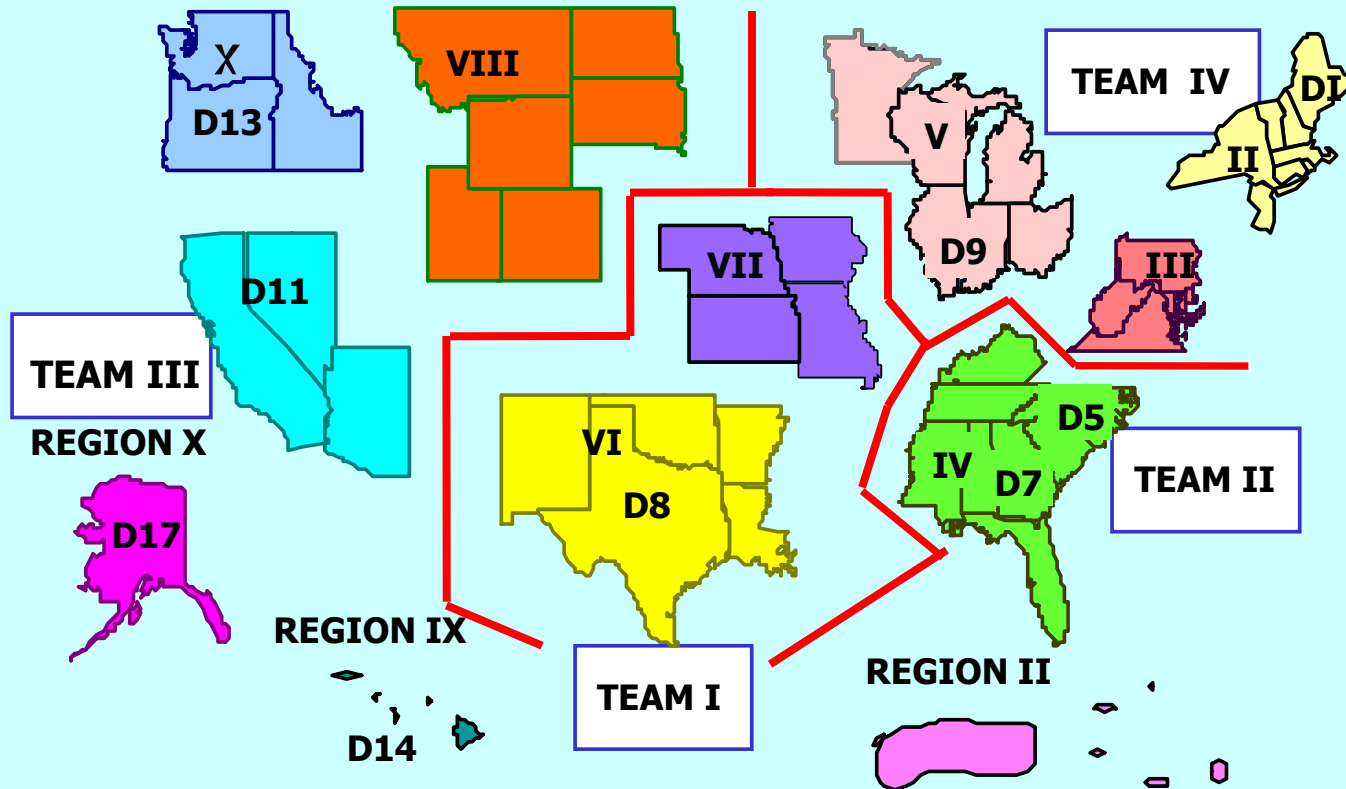 X
VIII
TEAM IV
DI
D13
V
II
VII
D9
III
D11
TEAM III
REGION X
VI
D5
IV
D7
TEAM II
D8
D17
REGION IX
REGION II
TEAM I
D14